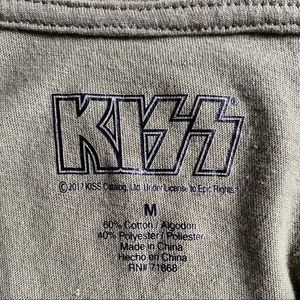 KISS®
© 2017 KISS Catalog, Ltd. Under License to Epic Rights.
M
60% Cotton / Algodon
40% Polyester / Poliester
Made in China
Hecho en China
RN# 71668